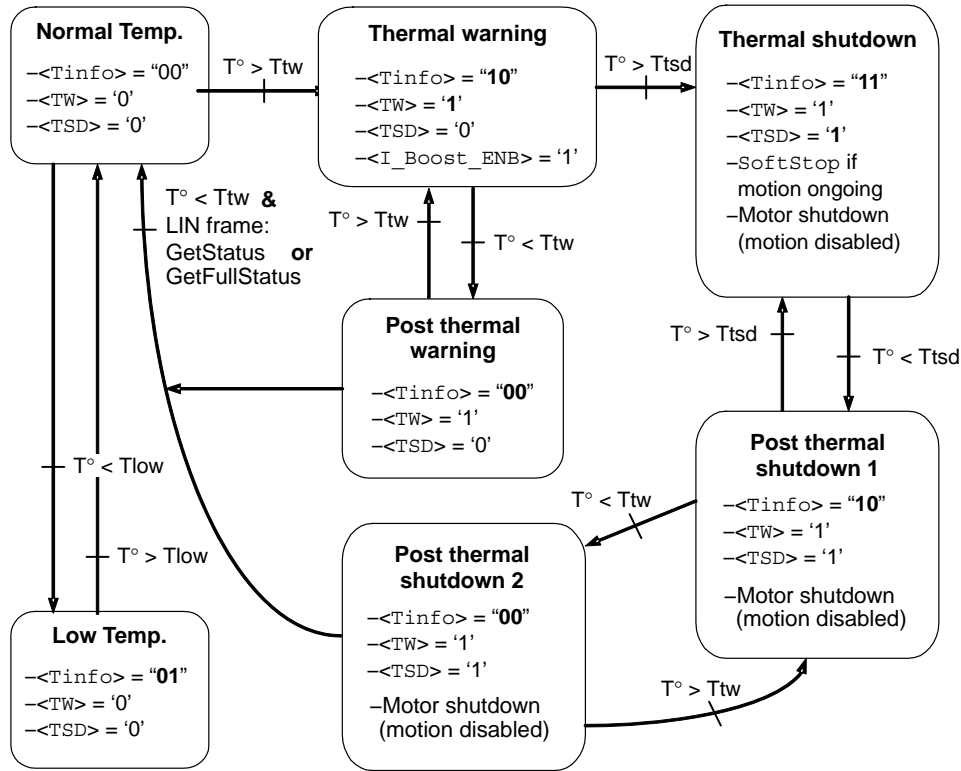 Normal Temp.
–<Tinfo> = “00”
–<TW> = ‘0’
–<TSD> = ‘0’
T° > Ttw
Thermal warning
–<Tinfo> = “10”
–<TW> = ‘1’
–<TSD> = ‘0’
–<I_Boost_ENB> = ‘1’
T° > Ttsd
Thermal shutdown
–<Tinfo> = “11”
–<TW> = ‘1’
–<TSD> = ‘1’
–SoftStop if
motion ongoing
–Motor shutdown
(motion disabled)
T° < Ttw &
LIN frame:
GetStatus or
GetFullStatus
T° > Ttw
T° < Ttw
Post thermal
warning
–<Tinfo> = “00”
–<TW> = ‘1’
–<TSD> = ‘0’
T° > Ttsd
T° < Ttsd
Post thermal
shutdown 1
–<Tinfo> = “10”
–<TW> = ‘1’
–<TSD> = ‘1’
–Motor shutdown
(motion disabled)
T° < Ttw
T° < Tlow
T° > Tlow
Post thermal
shutdown 2
–<Tinfo> = “00”
–<TW> = ‘1’
–<TSD> = ‘1’
–Motor shutdown
(motion disabled)
T° > Ttw
Low Temp.
–<Tinfo> = “01”
–<TW> = ‘0’
–<TSD> = ‘0’